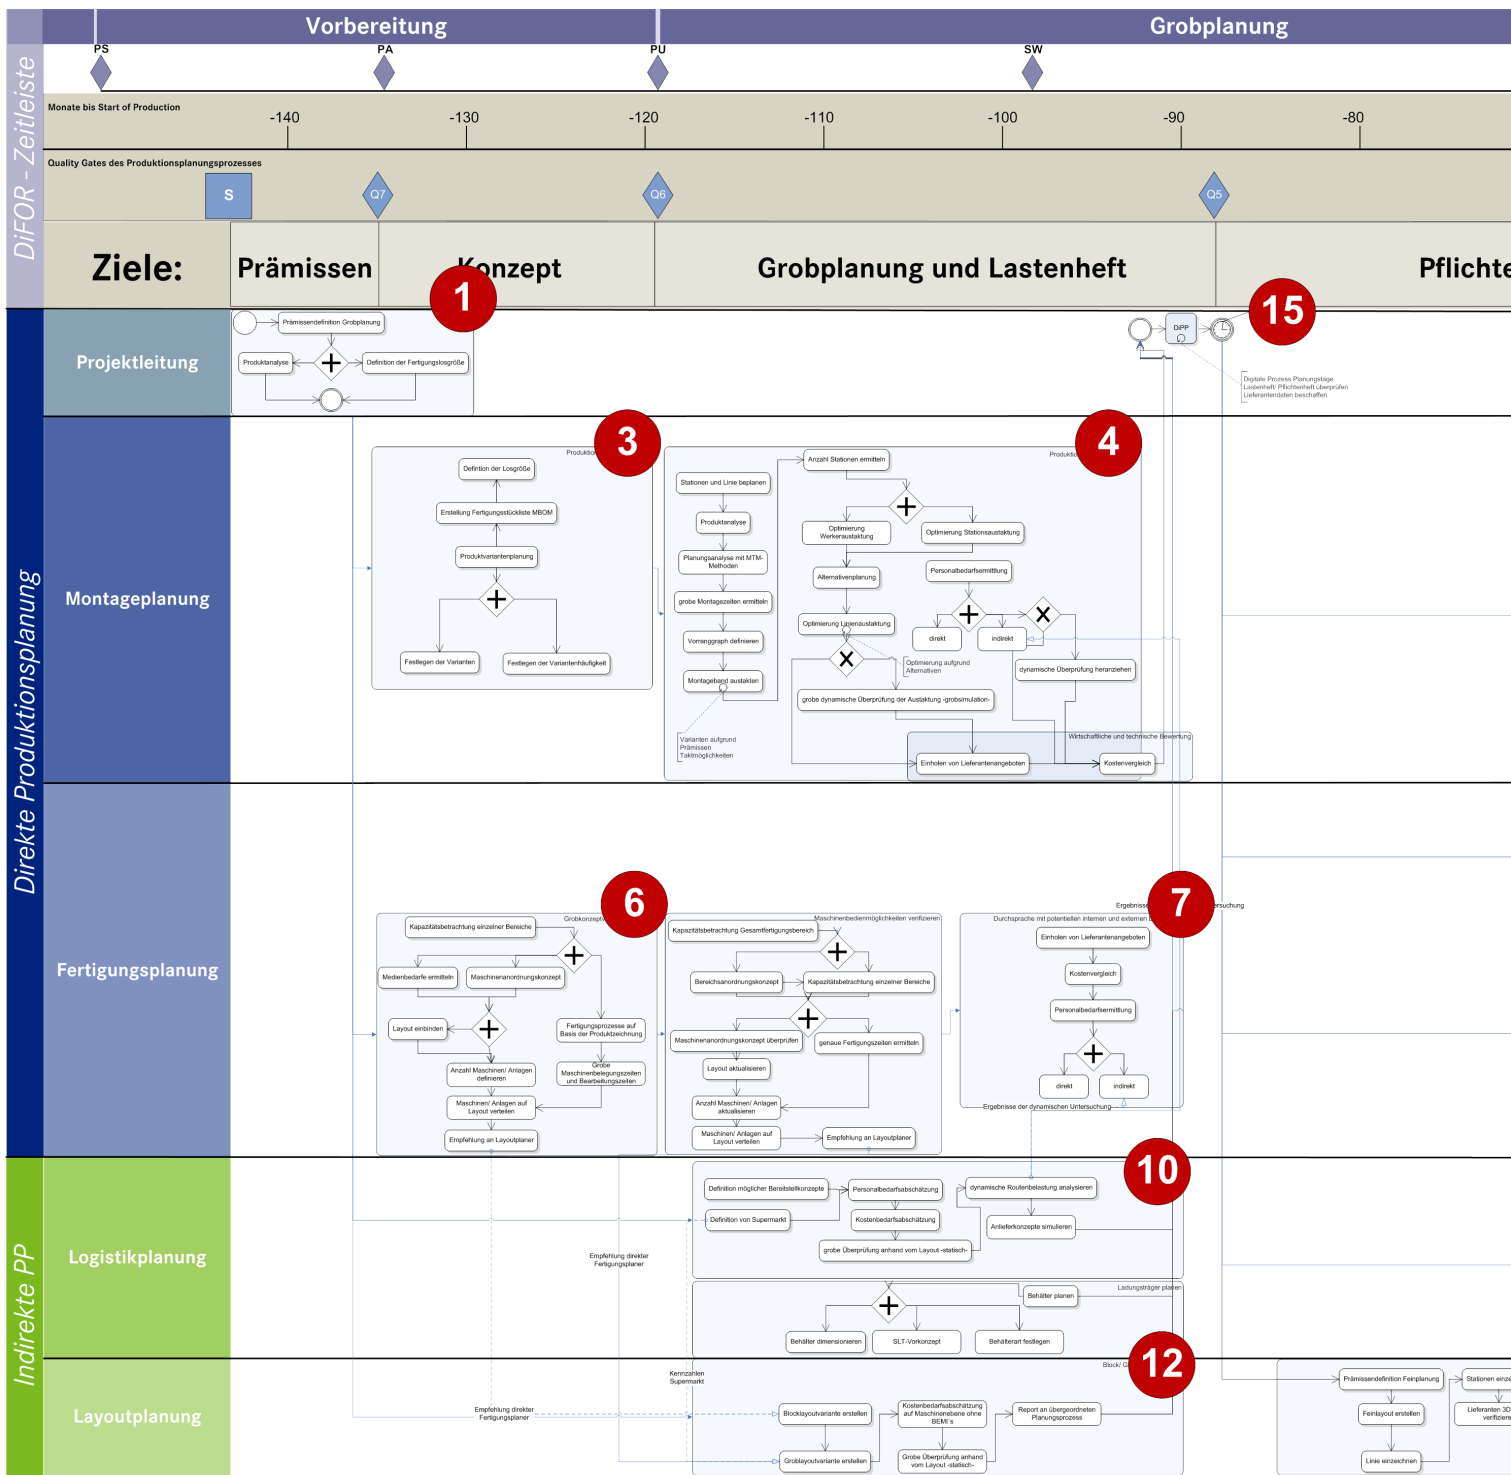 Vorbereitung
Grobplanung
DiFOR - Zeitleiste
PS
PA
PU
SW
Monate bis Start of Production
-140
-130
-120
-110
-100
-90
-80
Quality Gates des Produktionsplanungsprozesses
S
Q7
Q6
Q5
Ziele:
Prämissen
Konzept
Grobplanung und Lastenheft
Pflichte
1
15
Direkte Produktionsplanung
Projektleitung
Prämissendefinition Grobplanung
Produktanalyse
Definition der Fertigungslosgröße
DiPP
Digitale Prozess Planungstage
Lastenheft/ Pflichtenheft überprüfen
Lieferantendaten beschaffen
Montageplanung
3
Defintion der Losgröße
Erstellung Fertigungsstückliste MBOM
Produktvariantenplanung
Festlegen der Varianten
Festlegen der Variantenhäufigkeit
4
Stationen und Linie beplanen
Produktanalyse
Planungsanalyse mit MTM-
Methoden
grobe Montagezeiten ermitteln
Vorranggraph definieren
Montageband austakten
Varianten aufgrund
Prämissen
Taktmöglichkeiten
Anzahl Stationen ermitteln
Optimierung
Werkeraustaktung
Optimierung Stationsaustaktung
Alternativenplanung
Personalbedarfsermittlung
Optimierung Linienaustaktung
direkt
indirekt
Optimierung aufgrund
Alternativen
dynamische Überprüfung heranziehen
grobe dynamische Überprüfung der Austaktung -grobsimulation-
Wirtschaftliche und technische Bewertung
Einholen von Lieferantenangeboten
Kostenvergleich
Fertigungsplanung
6
Kapazitätsbetrachtung einzelner Bereiche
Medienbedarfe ermitteln
Maschinenanordnungskonzept
Layout einbinden
Fertigungsprozesse auf
Basis der Produktzeichnung
Anzahl Maschinen/ Anlagen
definieren
Grobe
Maschinenbelegungszeiten
und Bearbeitungszeiten
Maschinen/ Anlagen auf
Layout verteilen
Empfehlung an Layoutplaner
Maschinenbedienmöglichkeiten verifizieren
Kapazitätsbetrachtung Gesamtfertigungsbereich
Bereichsanordnungskonzept
Kapazitätsbetrachtung einzelner Bereiche
Maschinenanordnungskonzept überprüfen
genaue Fertigungszeiten ermitteln
Layout aktualisieren
Anzahl Maschinen/ Anlagen
aktualisieren
Maschinen/ Anlagen auf
Layout verteilen
Empfehlung an Layoutplaner
7
Durchsprache mit potentiellen internen und externen
Einholen von Lieferantenangeboten
Kostenvergleich
Personalbedarfsermittlung
direkt
indirekt
Ergebnisse der dynamischen Untersuchung
Indirekte PP
Logistikplanung
10
Definition möglicher Bereitstellkonzepte
Personalbedarfsabschätzung
dynamische Routenbelastung analysieren
Definition von Supermarkt
Kostenbedarfsabschätzung
Anlieferkonzepte simulieren
grobe Überprüfung anhand vom Layout -statisch-
Empfehlung direkter
Fertigungsplaner
Ladungsträger planen
Behälter planen
Behälter dimensionieren
SLT-Vorkonzept
Behälterart festlegen
Layoutplanung
12
Block/
Kennzahlen
Supermarkt
Empfehlung direkter
Fertigungsplaner
Blocklayoutvariante erstellen
Kostenbedarfsabschätzung
auf Maschinenebene ohne
BEMI´s
Report an übergeordneten
Planungsprozess
Groblayoutvariante erstellen
Grobe Überprüfung anhand
vom Layout -statisch-
Prämissendefinition Feinplanung
Stationen einze
Feinlayout erstellen
Lieferanten 3D
verifiziere
Linie einzeichnen